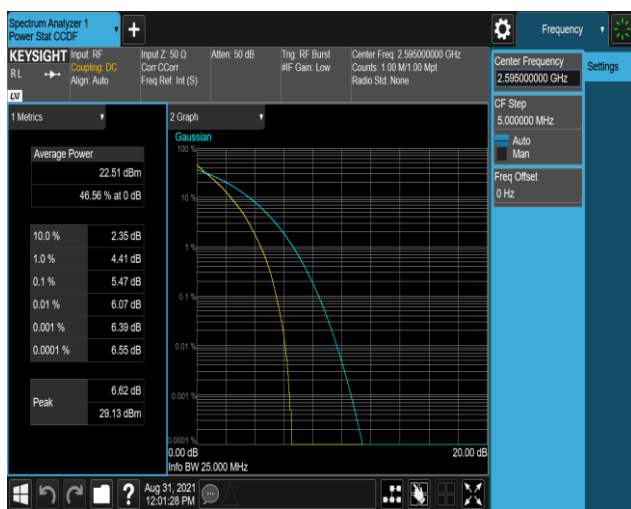 Spectrum Analyzer 1
Power Stat CCDF
+
Frequency
KEYSIGHT
RL
LXI
Input: RF
Coupling: DC
Align: Auto
Input Z: 50 Ω
Corr CCorr
Freq Ref: Int (S)
Atten: 50 dB
Trig: RF Burst
#IF Gain: Low
Center Freq: 2.595000000 GHz
Counts: 1.00 M/1.00 Mpt
Radio Std: None
Center Frequency
2.595000000 GHz
Settings
CF Step
5.000000 MHz
Auto
Man
Freq Offset
0 Hz
1 Metrics
Average Power
22.51 dBm
46.56 % at 0 dB
10.0 % 2.35 dB
1.0 % 4.41 dB
0.1 % 5.47 dB
0.01 % 6.07 dB
0.001 % 6.39 dB
0.0001 % 6.55 dB
Peak
6.62 dB
29.13 dBm
2 Graph
Gaussian
100 %
10 %
1 %
0.1 %
0.01 %
0.001 %
0.0001 %
0.00 dB 20.00 dB
Info BW 25.000 MHz
?
Aug 31, 2021
12:01:28 PM